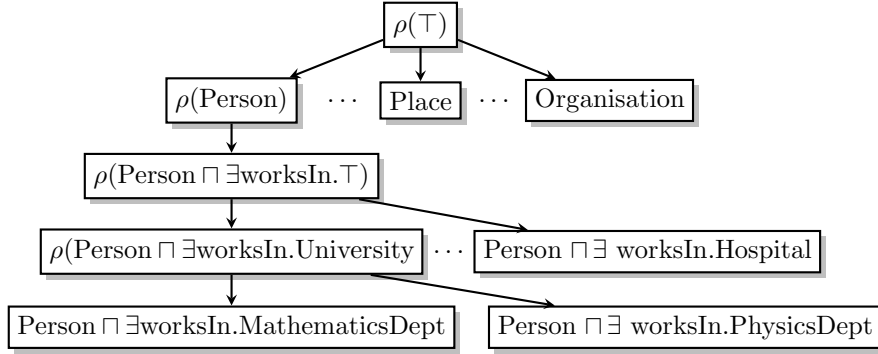 ρ(⊤)
ρ(Person) ... Place ... Organisation
ρ(Person ⊓ ∃worksIn.⊤)
ρ(Person ⊓ ∃worksIn.University ... Person ⊓ ∃ worksIn.Hospital
Person ⊓ ∃worksIn.MathematicsDept Person ⊓ ∃ worksIn.PhysicsDept